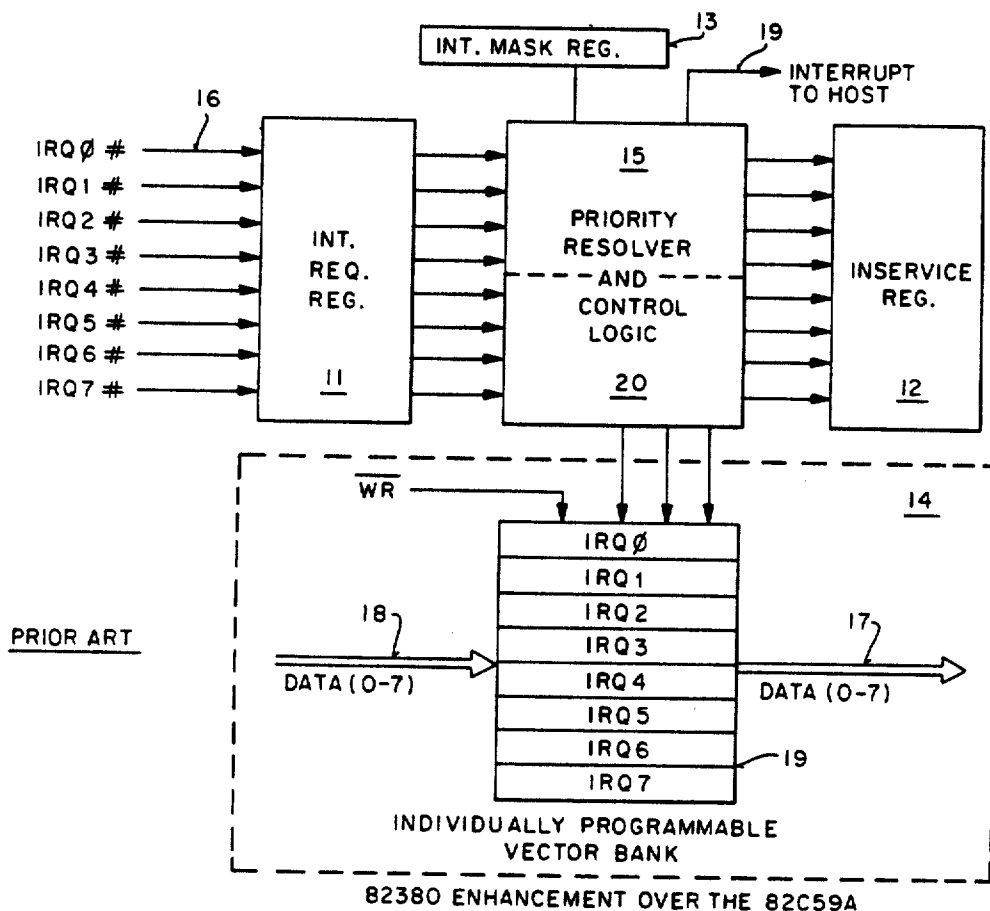 INT. MASK REG.
13
19
INTERRUPT
TO HOST
16
IRQØ #
IRQ1 #
IRQ2 #
IRQ3 #
IRQ4 #
IRQ5 #
IRQ6 #
IRQ7 #
INT.
REQ.
REG.
11
15
PRIORITY
RESOLVER
AND
CONTROL
LOGIC
20
INSERVICE
REG.
12
WR
14
IRQØ
IRQ1
IRQ2
IRQ3
IRQ4
IRQ5
IRQ6
IRQ7
PRIOR ART
18
DATA (0-7)
17
DATA (0-7)
19
INDIVIDUALLY PROGRAMMABLE
VECTOR BANK
82380 ENHANCEMENT OVER THE 82C59A